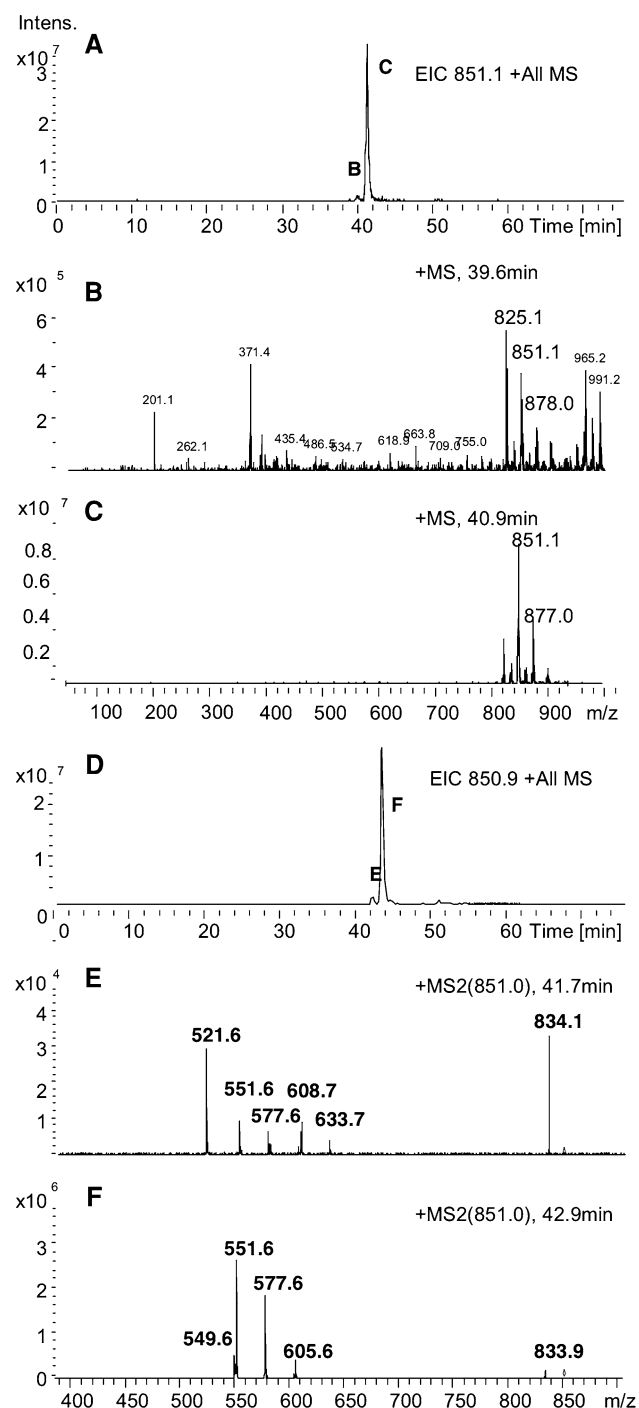 Intens.
A
x10 7
3
C
EIC 851.1 +All MS
2
1
B
0
0 10 20 30 40 50 60 Time [min]
x10 5
B
+MS, 39.6min
6
825.1
851.1
371.4
965.2
4
991.2
878.0
201.1
2
262.1 435.4 486.5 534.7 618.9 663.8 709.0 755.0
x10 7
C
+MS, 40.9min
851.1
0.8
0.6
0.4
877.0
0.2
100 200 300 400 500 600 700 800 900 m/z
D
x10 7
EIC 850.9 +All MS
2
F
1
E
0
0 10 20 30 40 50 60 Time [min]
E
x10 4
+MS2(851.0), 41.7min
4
834.1
521.6
3
2
551.6 608.7
577.6 633.7
1
F
x10 6
+MS2(851.0), 42.9min
3
551.6
2
577.6
1
549.6
605.6
833.9
0
400 450 500 550 600 650 700 750 800 850 m/z